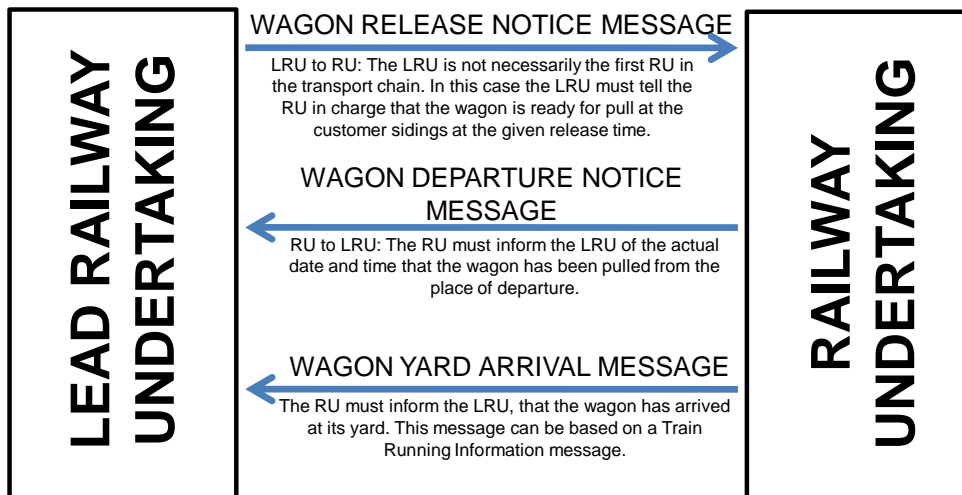 LEAD RAILWAY
UNDERTAKING
WAGON RELEASE NOTICE MESSAGE
LRU to RU: The LRU is not necessarily the first RU in
the transport chain. In this case the LRU must tell the
RU in charge that the wagon is ready for pull at the
customer sidings at the given release time.
WAGON DEPARTURE NOTICE
MESSAGE
RU to LRU: The RU must inform the LRU of the actual
date and time that the wagon has been pulled from the
place of departure.
WAGON YARD ARRIVAL MESSAGE
The RU must inform the LRU, that the wagon has arrived
at its yard. This message can be based on a Train
Running Information message.
RAILWAY
UNDERTAKING